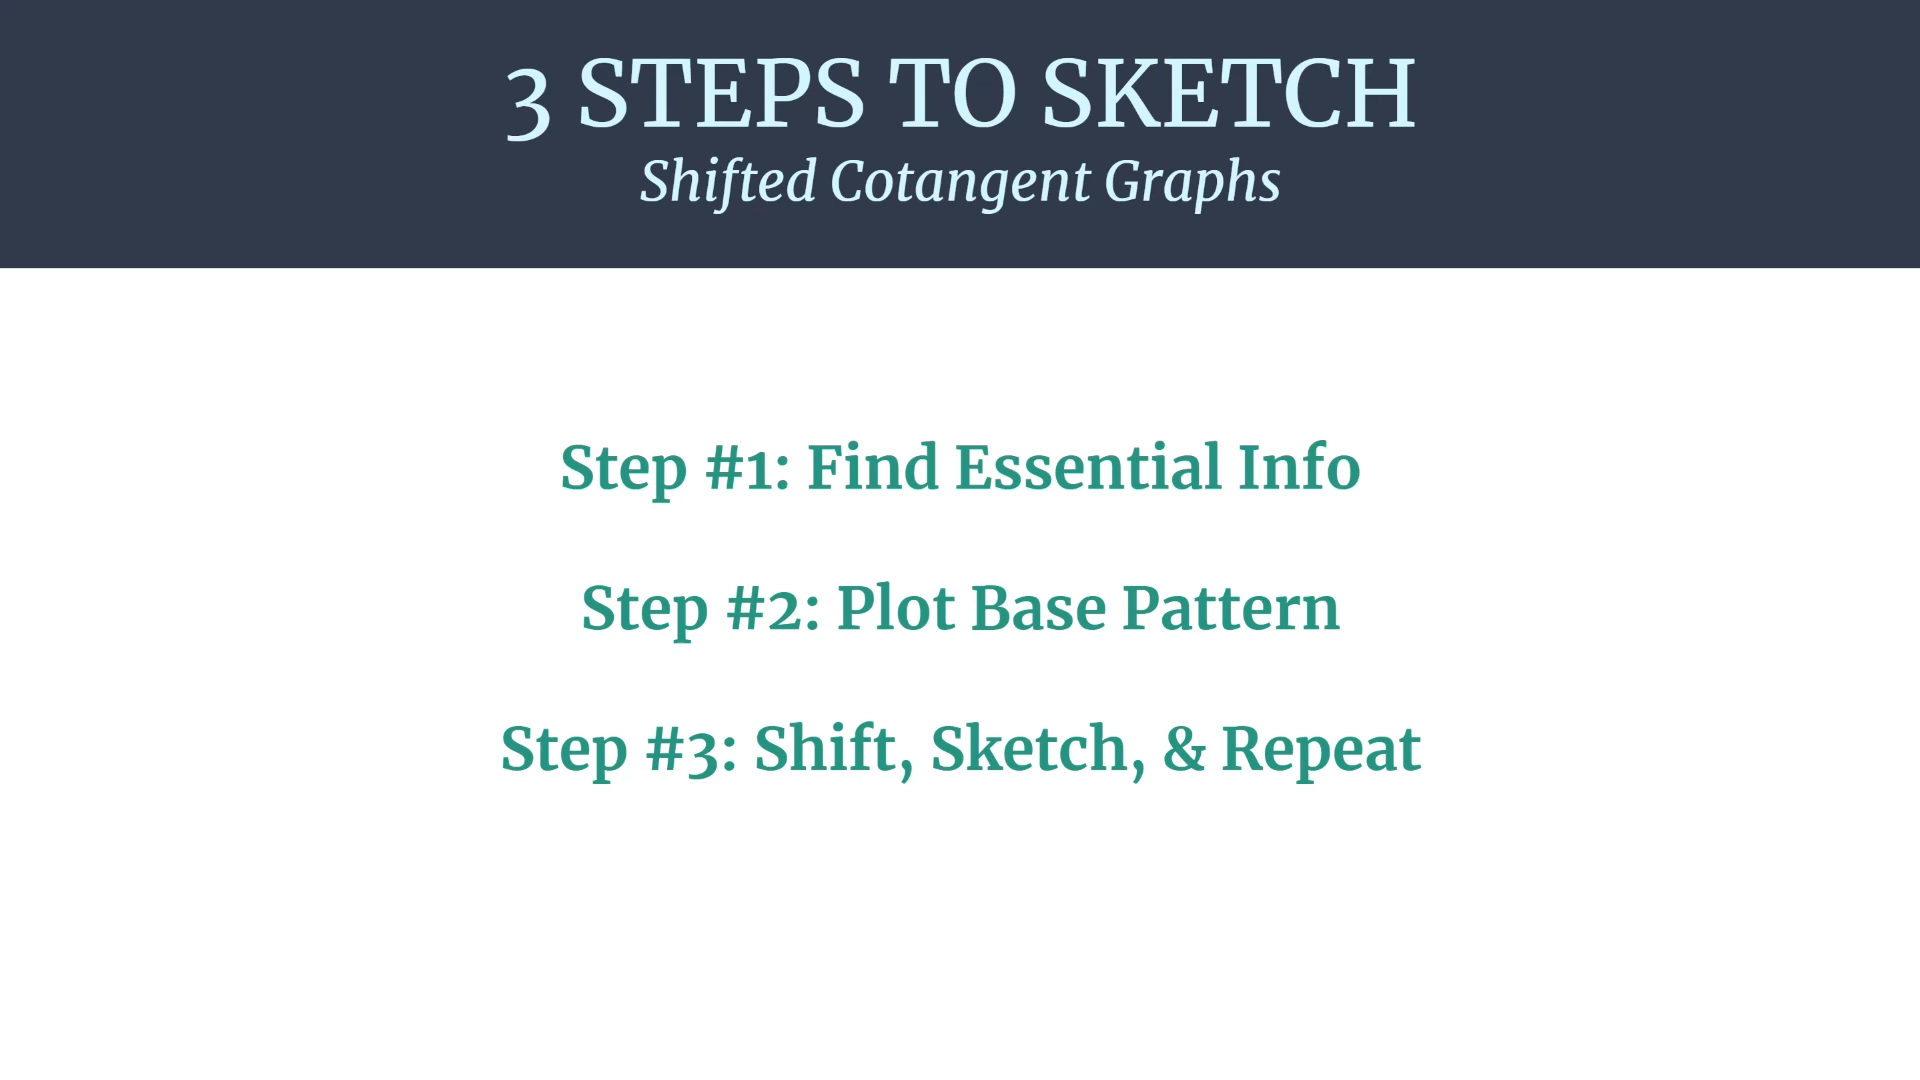 3 STEPS TO SKETCH
Shifted Cotangent Graphs
Step #1: Find Essential Info
Step #2: Plot Base Pattern
Step #3: Shift, Sketch, & Repeat